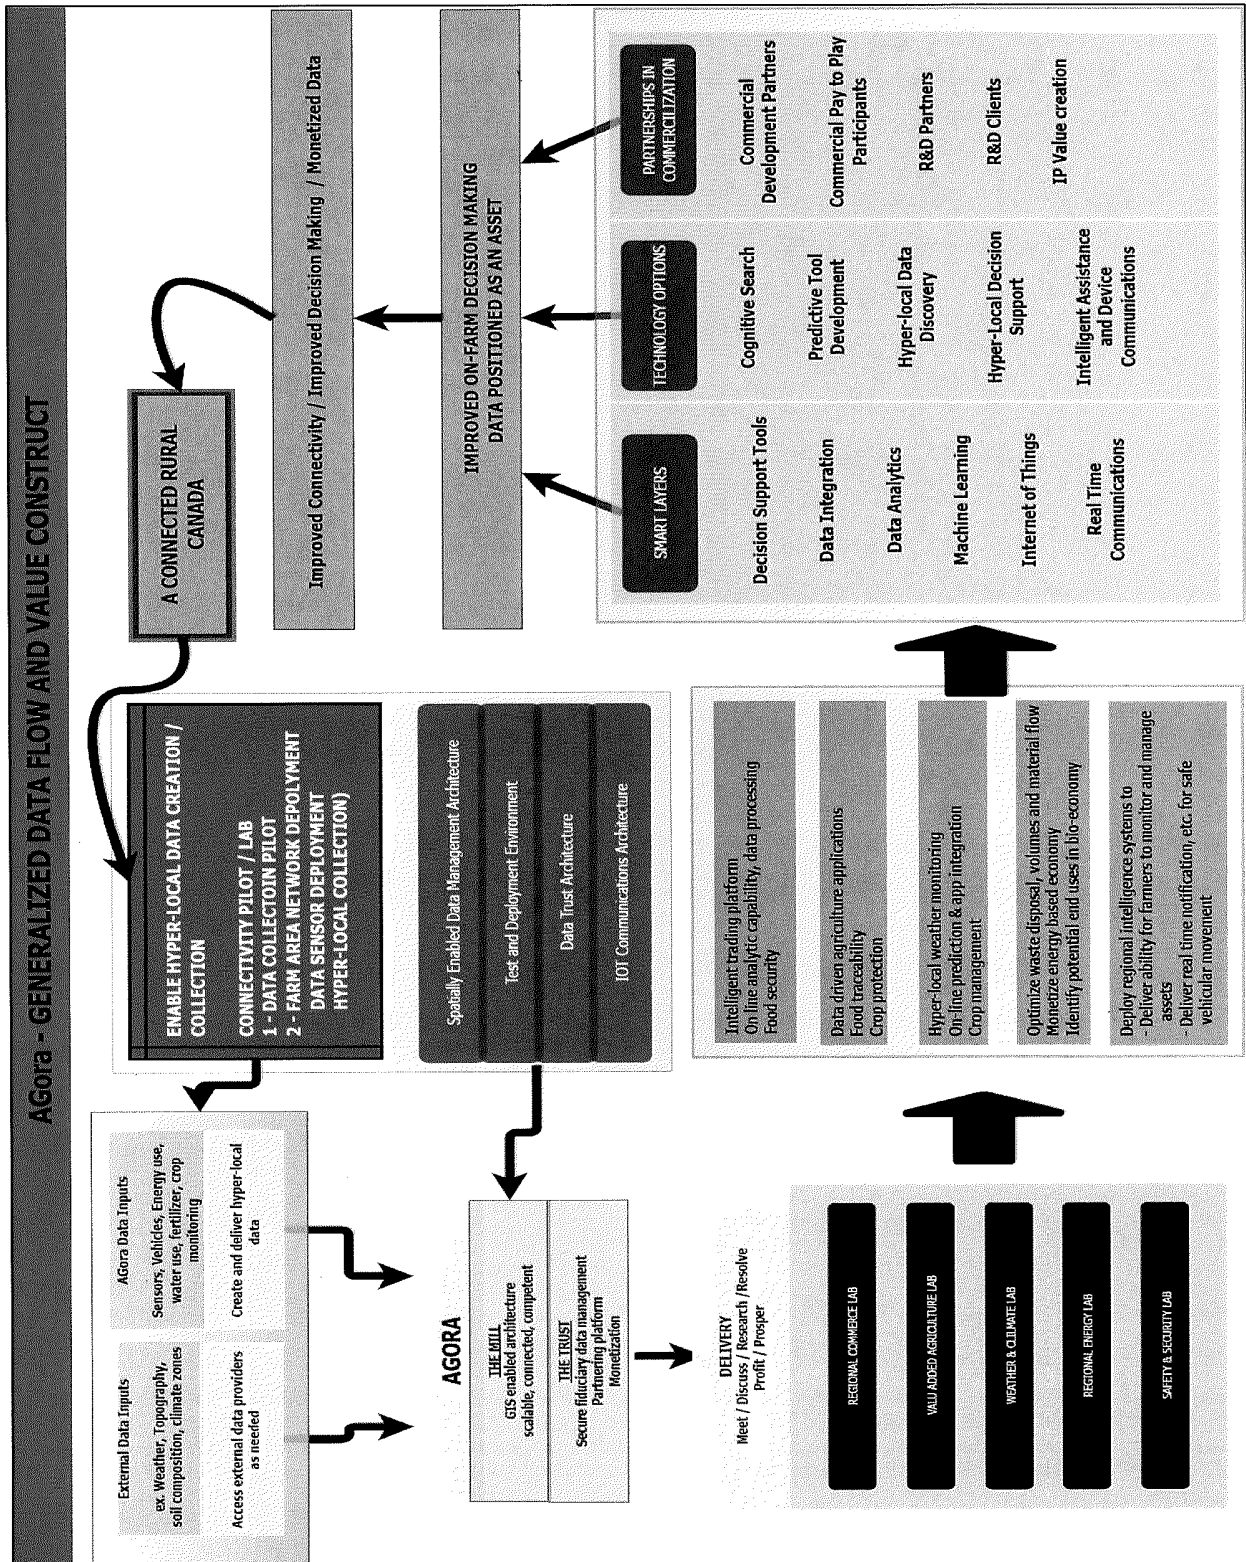 AGora - GENERALIZED DATA FLOW AND VALUE CONSTRUCT
External Data Inputs
ex. Weather, Topography,
soil composition, climate zones
Access external data providers
as needed
AGora Data Inputs
Sensors, Vehicles, Energy use,
water use, fertilizer, crop
monitoring
Create and deliver hyper-local
data
ENABLE HYPER-LOCAL DATA CREATION /
COLLECTION
CONNECTIVITY PILOT / LAB
1 - DATA COLLECTOIN PILOT
2 - FARM AREA NETWORK DEPOLYMENT
DATA SENSOR DEPLOYMENT
HYPER-LOCAL COLLECTION)
A CONNECTED RURAL
CANADA
Improved Connectivity / Improved Decision Making / Monetized Data
IMPROVED ON-FARM DECISION MAKING
DATA POSITIONED AS AN ASSET
Spatially Enabled Data Management Architecture
Test and Deployment Environment
Data Trust Architecture
IOT Communications Architecture
AGORA
THE MILL
GIS enabled architecture
scalable, connected, competent
THE TRUST
Secure fiduciary data management
Partnering platform
Monetization
DELIVERY
Meet / Discuss / Research /Resolve
Profit / Prosper
REGIONAL COMMERCE LAB
VALU ADDED AGRICULTURE LAB
WEATHER & CLILMATE LAB
REGIONAL ENERGY LAB
SAFETY & SECURITY LAB
Intelligent trading platform
On line analytic capability, data processing
Food security
Data driven agriculture applications
Food traceability
Crop protection
Hyper-local weather monitoring
On-line prediction & app integration
Crop management
Optimize waste disposal, volumes and material flow
Monetize energy based economy
Identify potential end uses in bio-economy
Deploy regional intelligence systems to
- Deliver ability for farmers to monitor and manage
assets
- Deliver real time notification, etc. for safe
vehicular movement
SMART LAYERS
Decision Support Tools
Data Integration
Data Analytics
Machine Learning
Internet of Things
Real Time
Communications
TECHNOLOGY OPTIONS
Cognitive Search
Predictive Tool
Development
Hyper-local Data
Discovery
Hyper-Local Decision
Support
Intelligent Assistance
and Device
Communications
PARTNERSHIPS IN
COMMERCILIZATION
Commercial
Development Partners
Commercial Pay to Play
Participants
R&D Partners
R&D Clients
IP Value creation